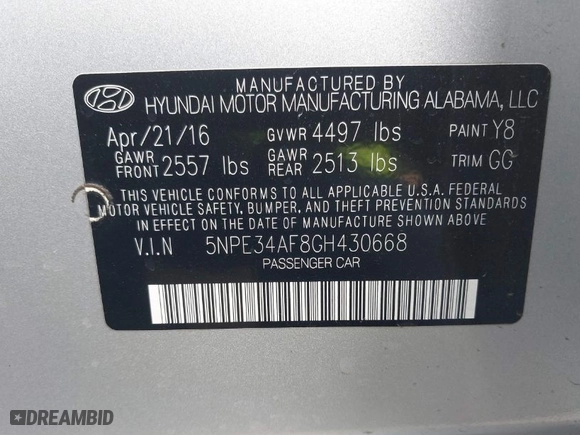 MANUFACTURED BY
HYUNDAI MOTOR MANUFACTURING ALABAMA, LLC
Apr/21/16 GVWR 4497 lbs PAINT Y8
GAWR FRONT 2557 lbs GAWR REAR 2513 lbs TRIM GG
THIS VEHICLE CONFORMS TO ALL APPLICABLE U.S.A. FEDERAL
MOTOR VEHICLE SAFETY, BUMPER, AND THEFT PREVENTION STANDARDS
IN EFFECT ON THE DATE OF MANUFACTURE SHOWN ABOVE.
V.I.N 5NPE34AF8GH430668
PASSENGER CAR
DREAMBID